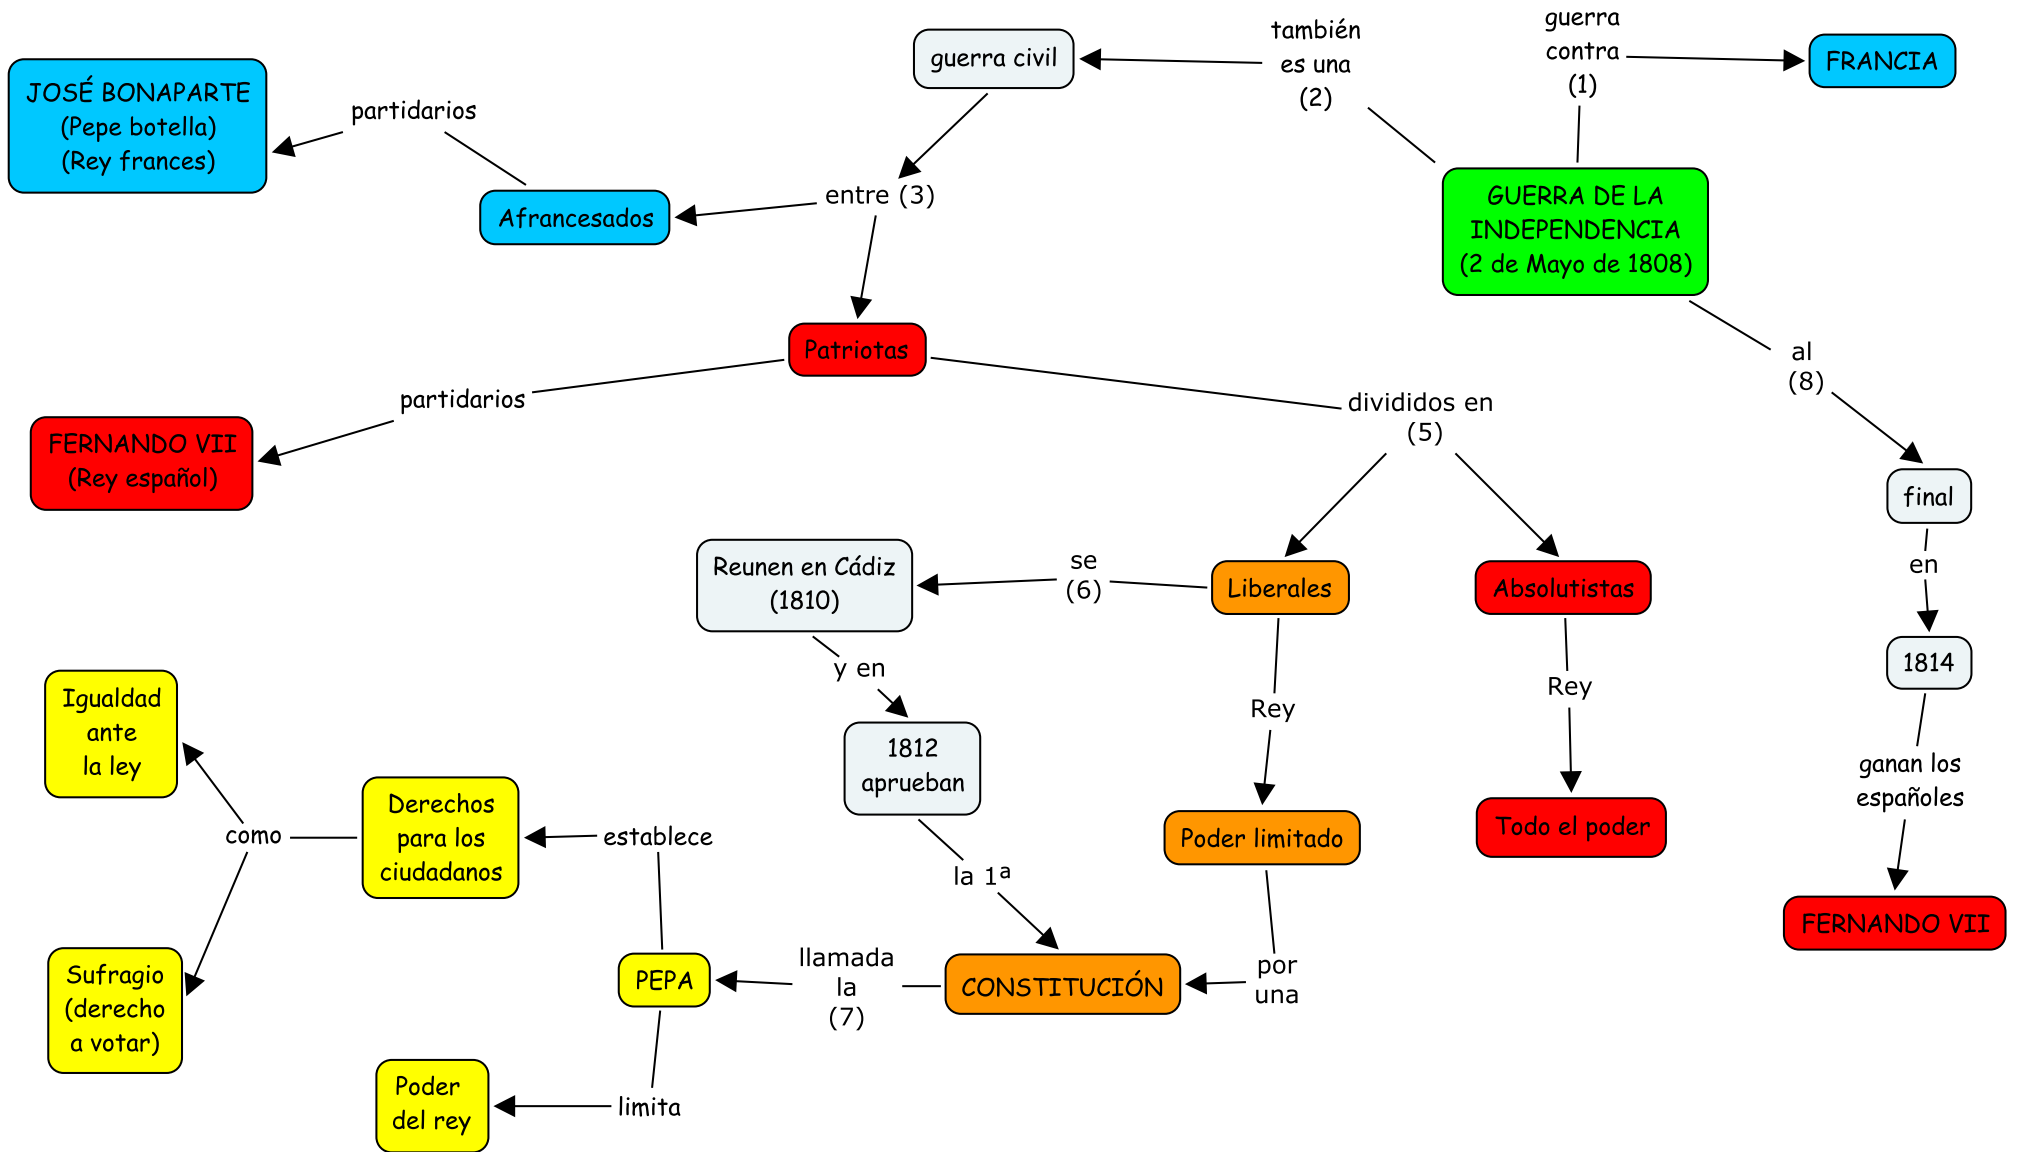 guerra
contra
(1)
FRANCIA
también
es una
(2)
guerra civil
JOSÉ BONAPARTE
(Pepe botella)
(Rey frances)
partidarios
Afrancesados
entre (3)
GUERRA DE LA
INDEPENDENCIA
(2 de Mayo de 1808)
Patriotas
partidarios
FERNANDO VII
(Rey español)
divididos en
(5)
al
(8)
final
en
1814
ganan los
españoles
FERNANDO VII
Reunen en Cádiz
(1810)
se
(6)
Liberales
Absolutistas
y en
Rey
Rey
1812
aprueban
Poder limitado
Todo el poder
Igualdad
ante
la ley
como
Derechos
para los
ciudadanos
establece
la 1ª
Sufragio
(derecho
a votar)
PEPA
llamada
la
(7)
CONSTITUCIÓN
por
una
Poder
del rey
limita